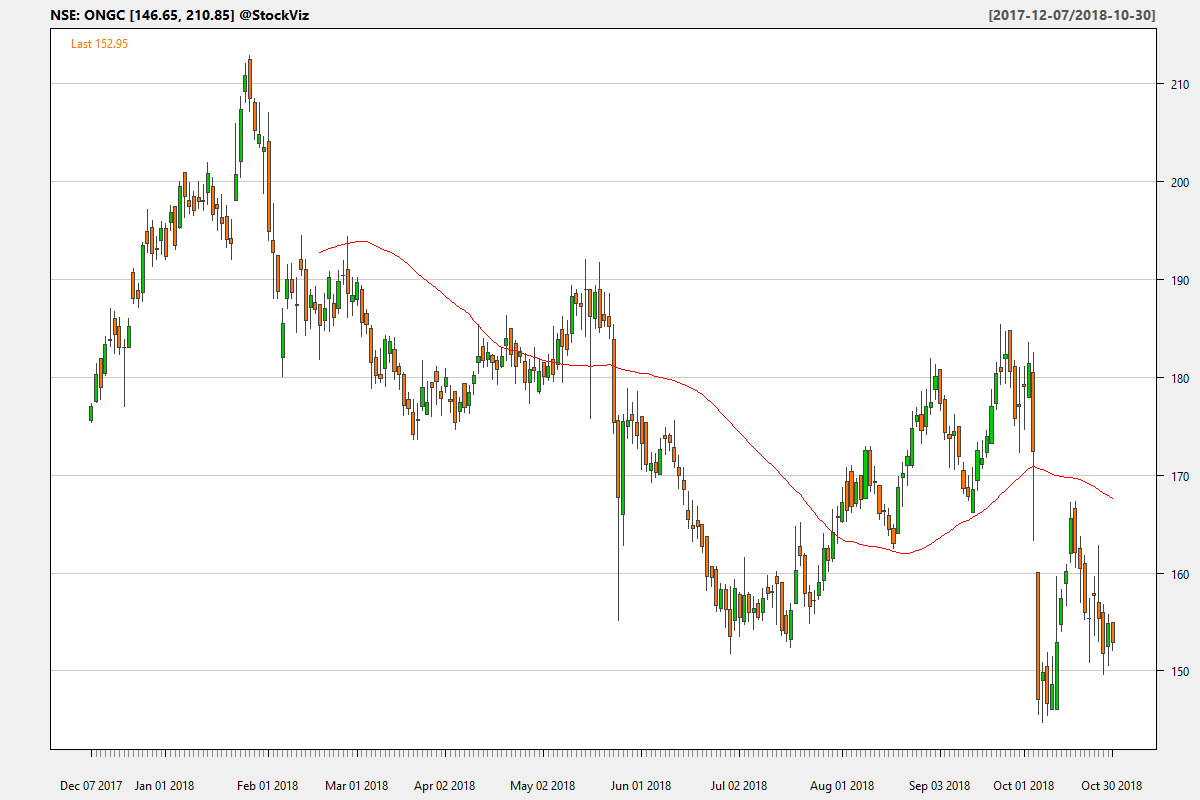 NSE: ONGC [146.65, 210.85] @StockViz
[2017-12-07/2018-10-30]
Last 152.95
210
200
190
180
170
160
150
Dec 07 2017
Jan 01 2018
Feb 01 2018
Mar 01 2018
Apr 02 2018
May 02 2018
Jun 01 2018
Jul 02 2018
Aug 01 2018
Sep 03 2018
Oct 01 2018
Oct 30 2018